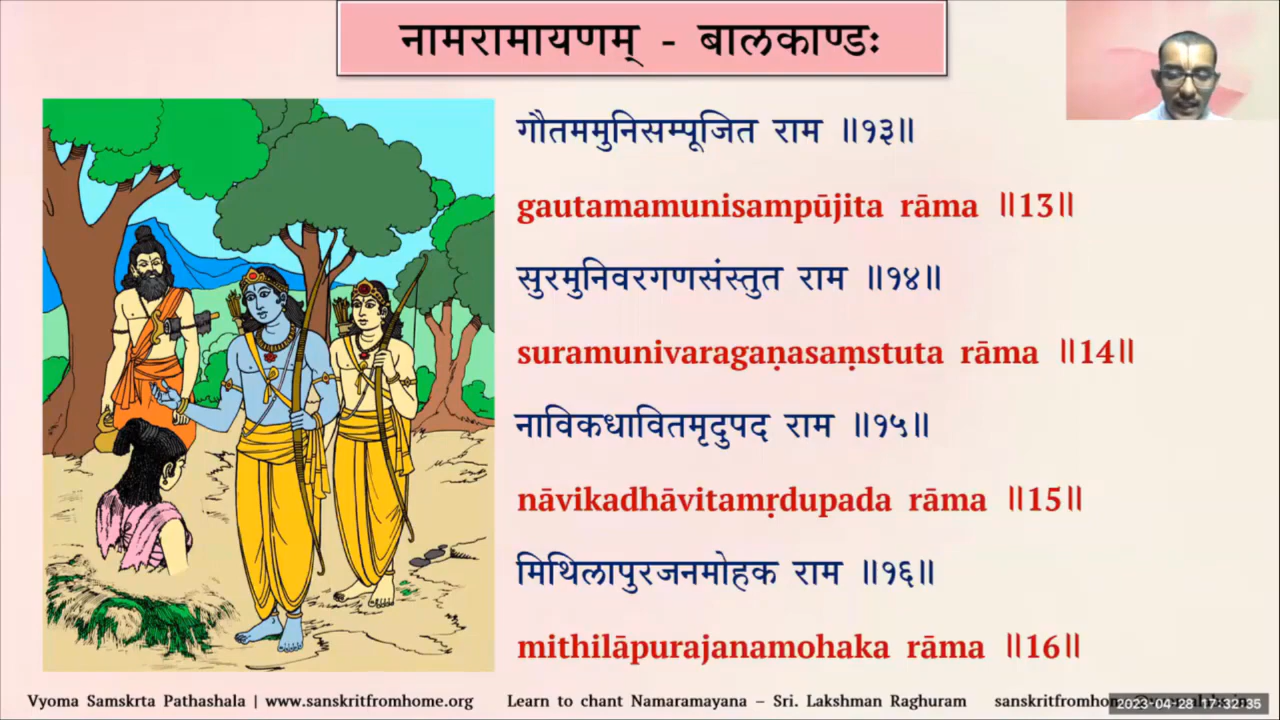 नामरामायणम् - बालकाण्डः
गौतममुनिसम्पूजित राम ॥१३॥
gautamamunisampūjita rāma ॥13॥
सुरमुनिवरगणसंस्तुत राम ॥१४॥
suramunivaragaṇasaṃstuta rāma ॥14॥
नाविकधावितमृदुपद राम ॥१५॥
nāvikadhāvitamṛdupada rāma ॥15॥
मिथिलापुरजनमोहक राम ॥१६॥
mithilāpurajanamohaka rāma ॥16॥
Vyoma Samskrta Pathashala | www.sanskritfromhome.org Learn to chant Namaramayana – Sri. Lakshman Raghuram
2023-04-28 17:32:35